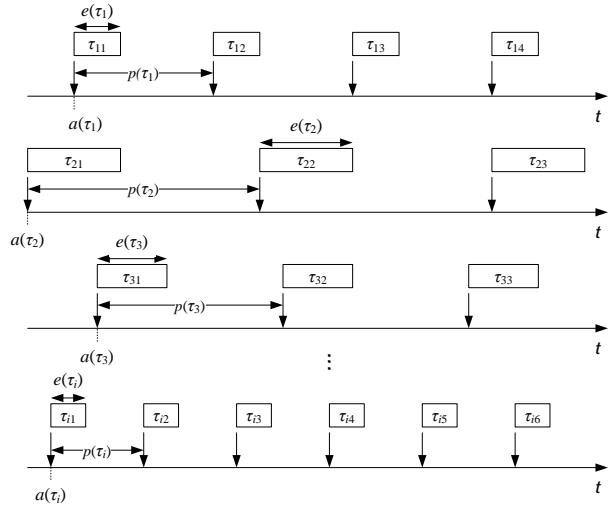 e(τ₁)
τ₁₁ τ₁₂ τ₁₃ τ₁₄
p(τ₁)
a(τ₁) t
e(τ₂)
τ₂₁ τ₂₂ τ₂₃
p(τ₂)
a(τ₂) t
e(τ₃)
τ₃₁ τ₃₂ τ₃₃
p(τ₃)
a(τ₃) t
⋮
e(τᵢ)
τᵢ₁ τᵢ₂ τᵢ₃ τᵢ₄ τᵢ₅ τᵢ₆
p(τᵢ)
a(τᵢ) t